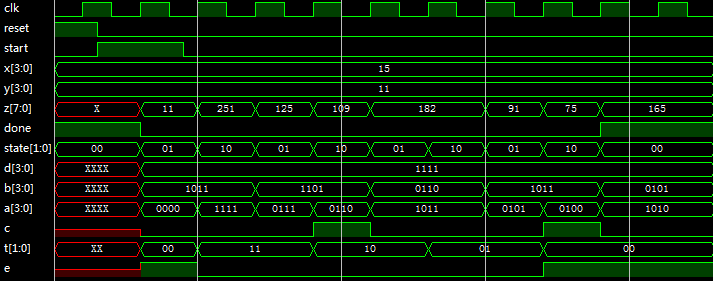 clk
reset
start
x[3:0] 15
y[3:0] 11
z[7:0] X 11 251 125 109 182 91 75 165
done
state[1:0] 00 01 10 01 10 01 10 01 10 00
d[3:0] XXXX 1111
b[3:0] XXXX 1011 1101 0110 1011 0101
a[3:0] XXXX 0000 1111 0111 0110 1011 0101 0100 1010
c
t[1:0] XX 00 11 10 01 00
e